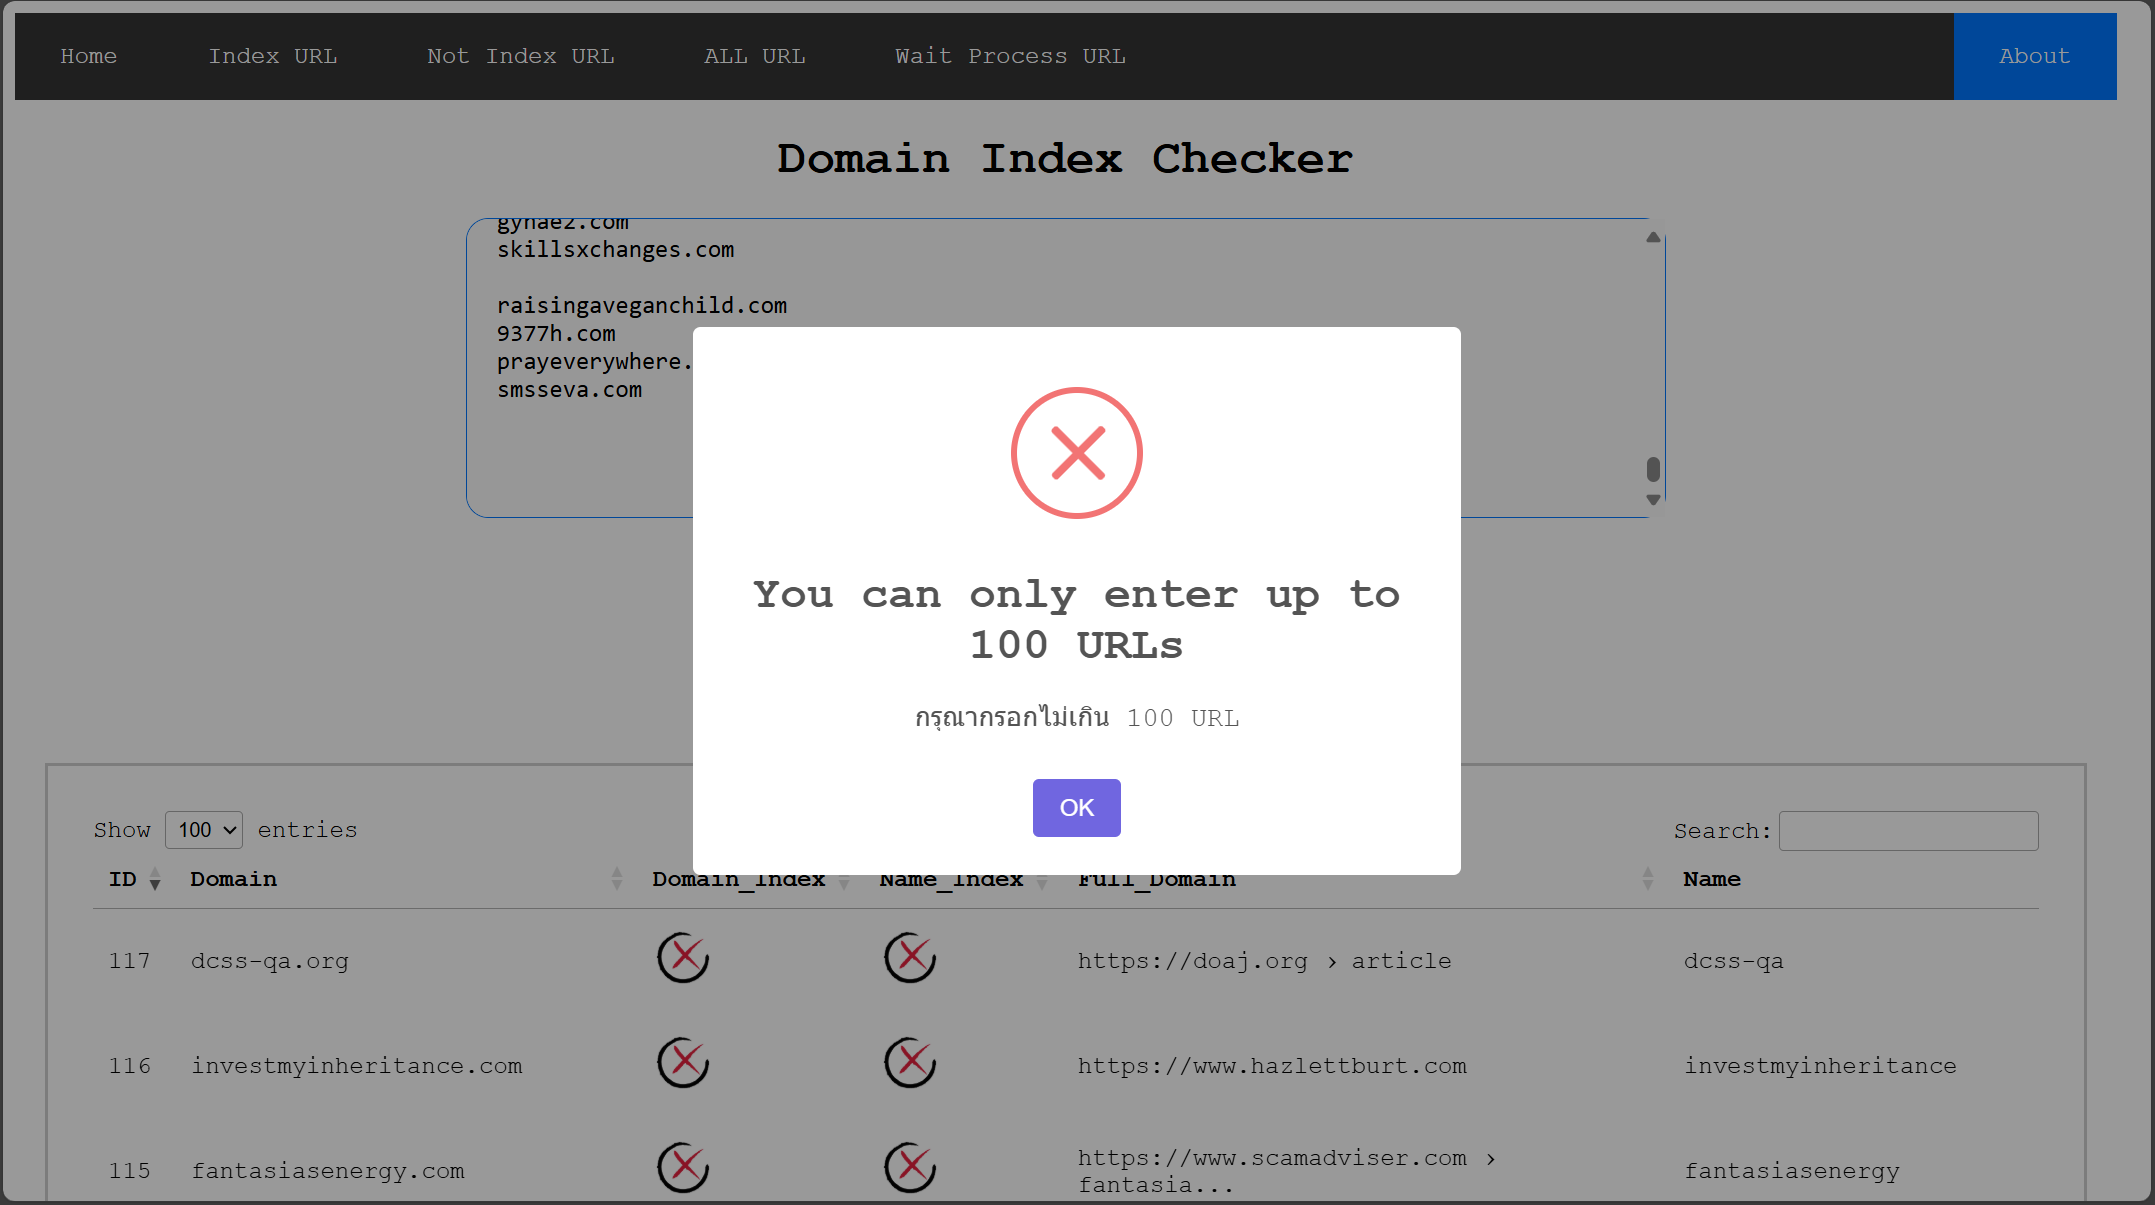 Home Index URL Not Index URL ALL URL Wait Process URL About
Domain Index Checker
gynae2.com
skillsxchanges.com
raisingaveganchild.com
9377h.com
prayeverywhere.
smsseva.com
You can only enter up to
100 URLs
กรุณากรอกไม่เกิน 100 URL
OK
Show 100 entries Search:
ID Domain Domain_Index Name_Index Full_Domain Name
117 dcss-qa.org https://doaj.org › article dcss-qa
116 investmyinheritance.com https://www.hazlettburt.com investmyinheritance
115 fantasiasenergy.com https://www.scamadviser.com › fantasiasenergy
fantasia...